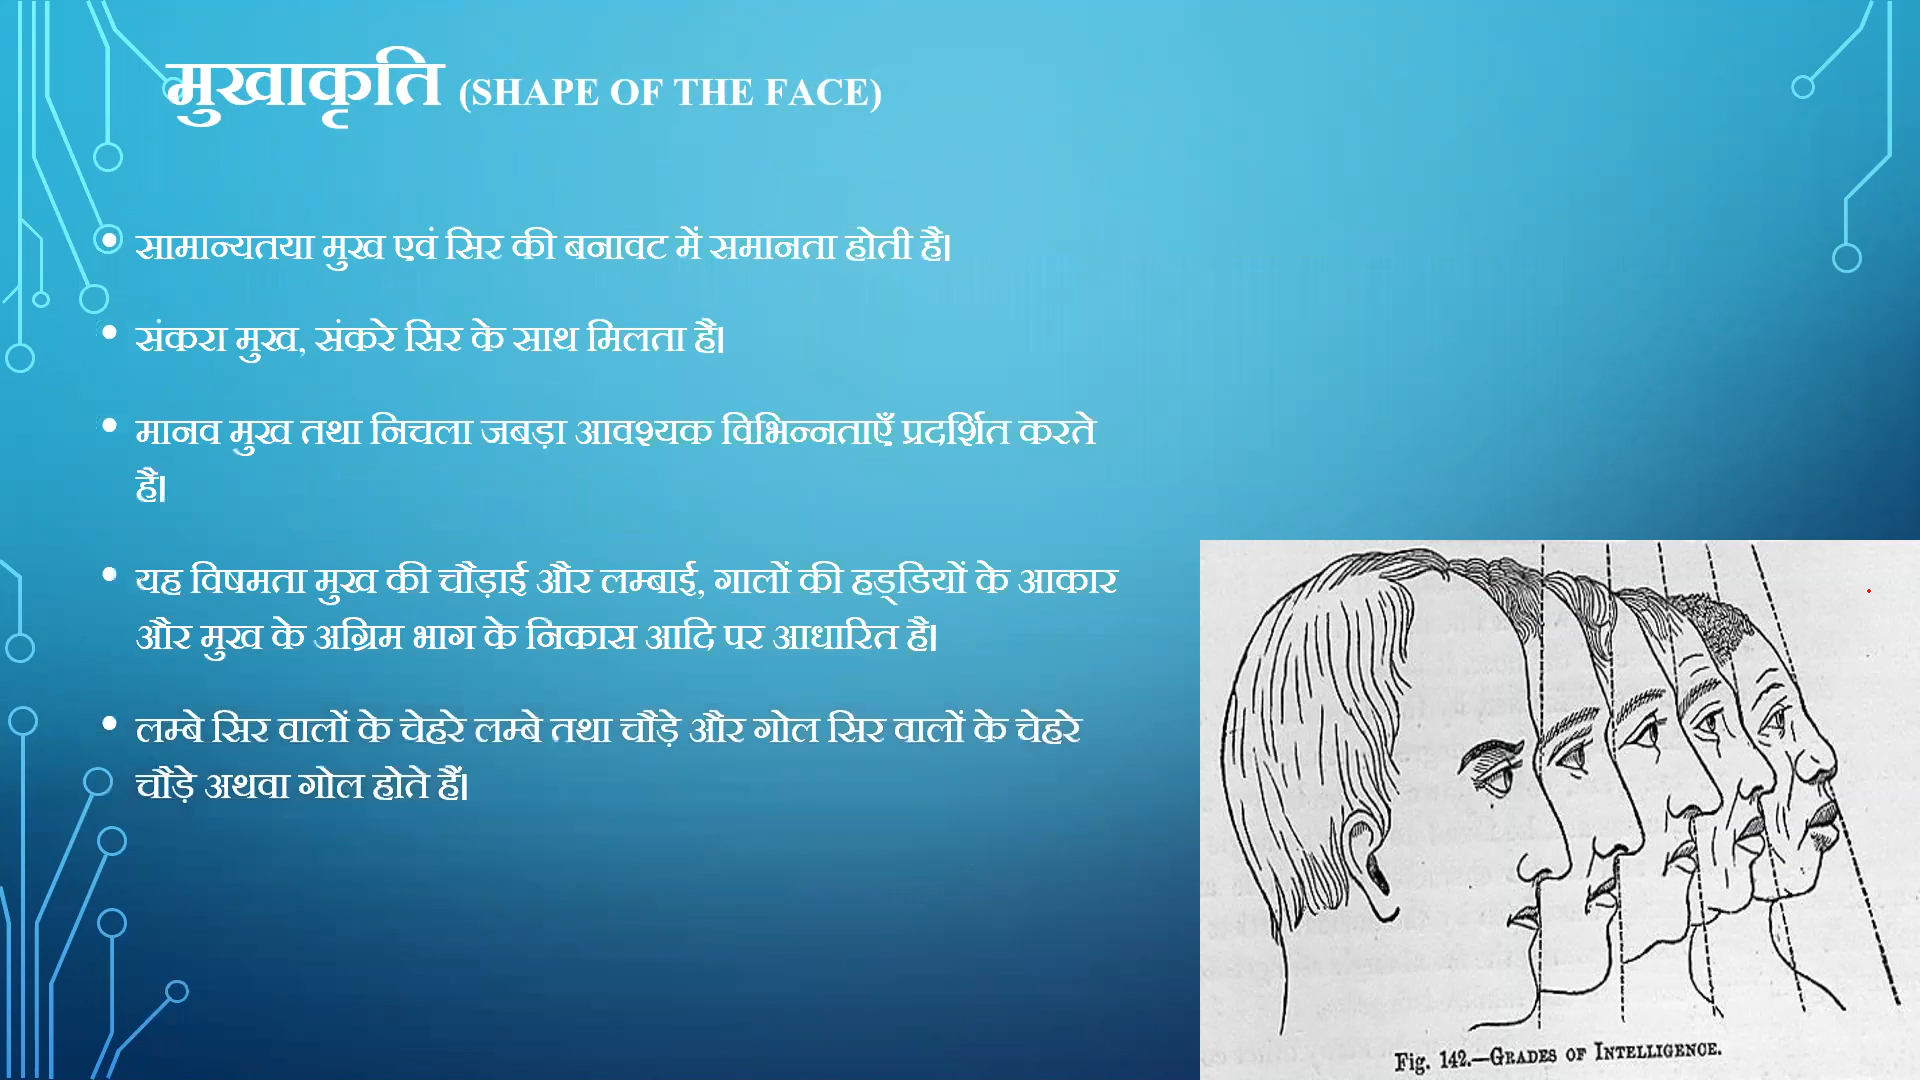 मुखाकृति (SHAPE OF THE FACE)
• सामान्यतया मुख एवं सिर की बनावट में समानता होती है।
• संकरा मुख, संकरे सिर के साथ मिलता है।
• मानव मुख तथा निचला जबड़ा आवश्यक विभिन्नताएँ प्रदर्शित करते
है।
• यह विषमता मुख की चौड़ाई और लम्बाई, गालों की हड्डियों के आकार
और मुख के अग्रिम भाग के निकास आदि पर आधारित है।
• लम्बे सिर वालों के चेहरे लम्बे तथा चौड़े और गोल सिर वालों के चेहरे
चौड़े अथवा गोल होते हैं।
Fig. 142.—GRADES OF INTELLIGENCE.